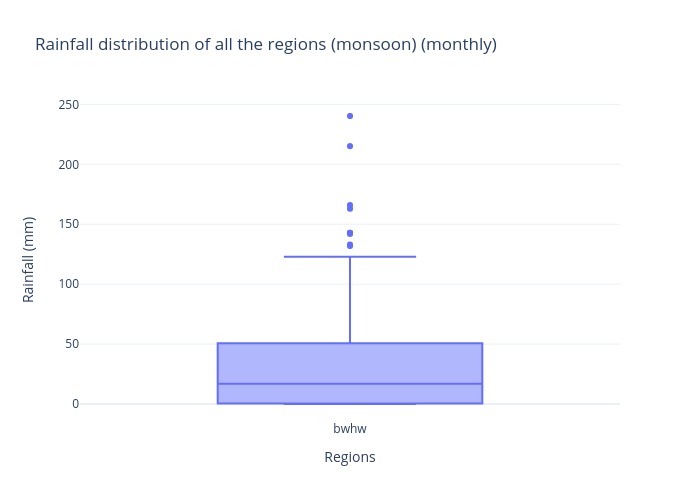 Rainfall distribution of all the regions (monsoon) (monthly)
250
200
150
100
50
0
Rainfall (mm)
bwhw
Regions